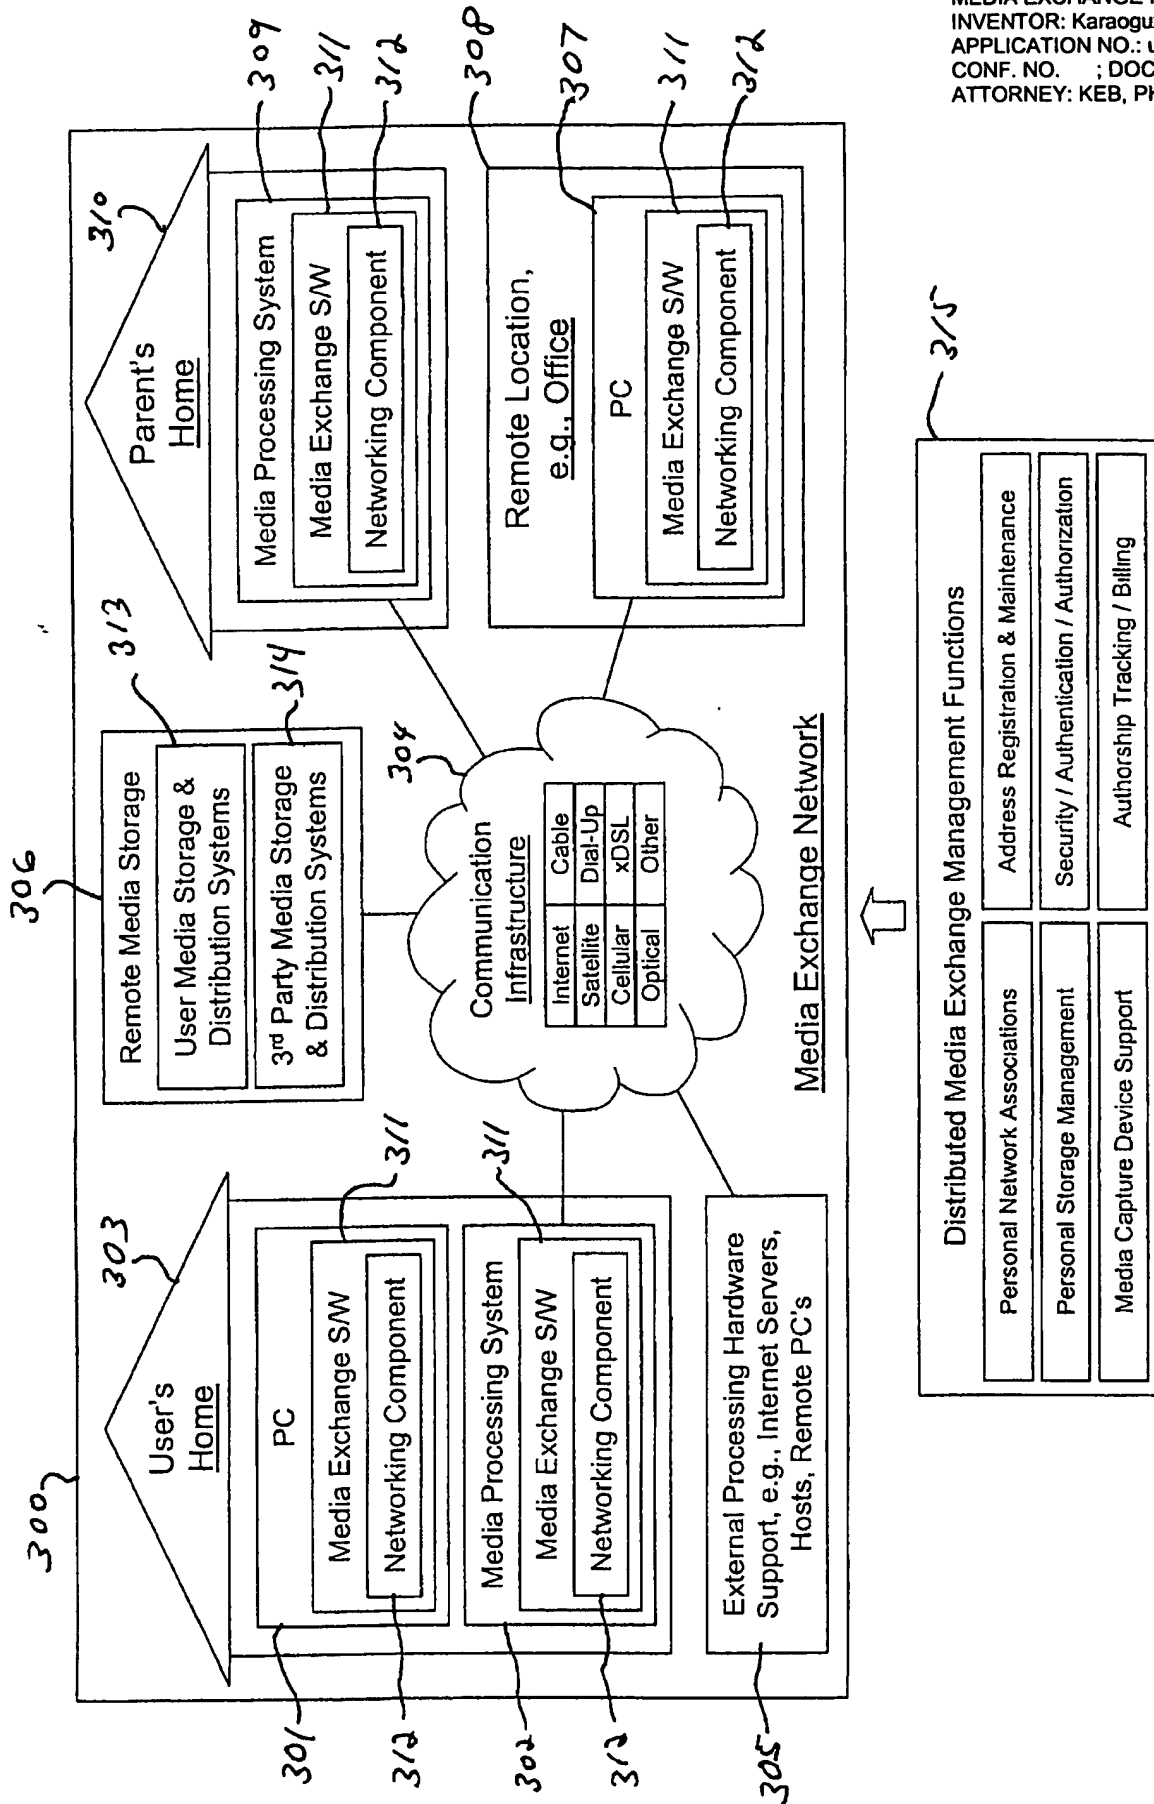 MEDIA EXCHANGE
INVENTOR: Karaogu
APPLICATION NO.:
CONF. NO. ; DOC
ATTORNEY: KEB,
300
303
User's
Home
301
PC
Media Exchange S/W
311
Networking Component
312
302
Media Processing System
Media Exchange S/W
311
Networking Component
312
305
External Processing Hardware
Support, e.g., Internet Servers,
Hosts, Remote PC's
306
Remote Media Storage
User Media Storage &
Distribution Systems
313
3rd Party Media Storage
& Distribution Systems
314
304
Communication
Infrastructure
Internet Cable
Satellite Dial-Up
Cellular xDSL
Optical Other
Media Exchange Network
310
Parent's
Home
309
Media Processing System
311
Media Exchange S/W
312
Networking Component
308
Remote Location,
e.g., Office
307
PC
311
Media Exchange S/W
312
Networking Component
315
Distributed Media Exchange Management Functions
Personal Network Associations
Address Registration & Maintenance
Personal Storage Management
Security / Authentication / Authorization
Media Capture Device Support
Authorship Tracking / Billing